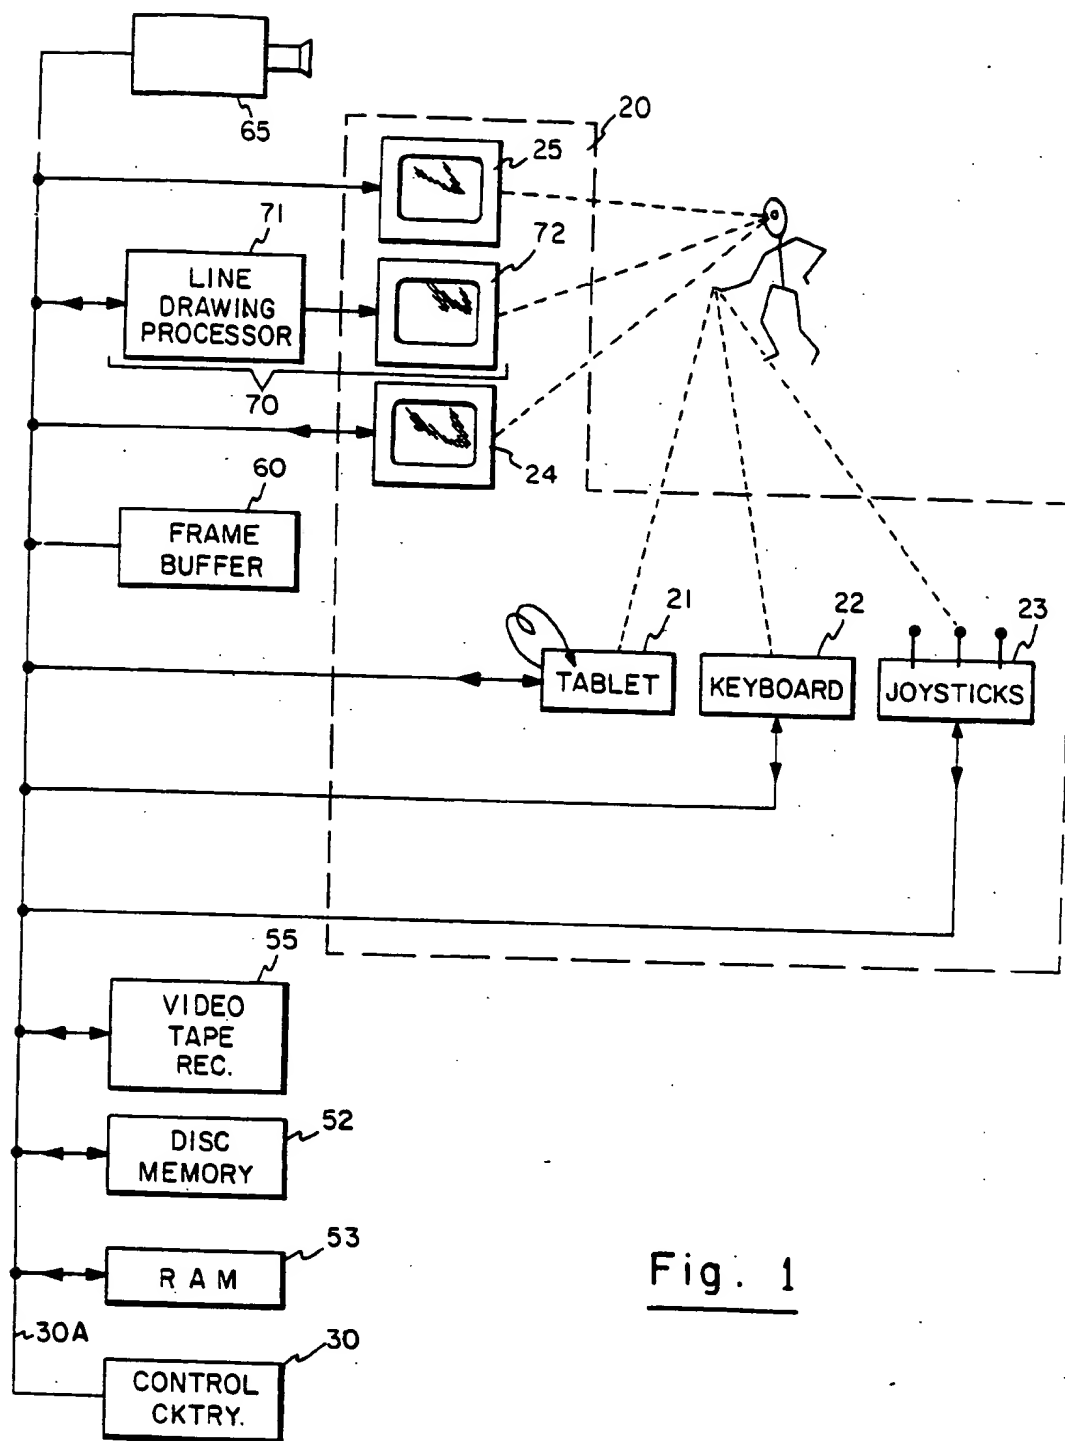 65
20
25
71
LINE
DRAWING
PROCESSOR
72
70
24
60
FRAME
BUFFER
21
TABLET
22
KEYBOARD
23
JOYSTICKS
55
VIDEO
TAPE
REC.
52
DISC
MEMORY
53
RAM
30A
30
CONTROL
CKTRY.
Fig. 1